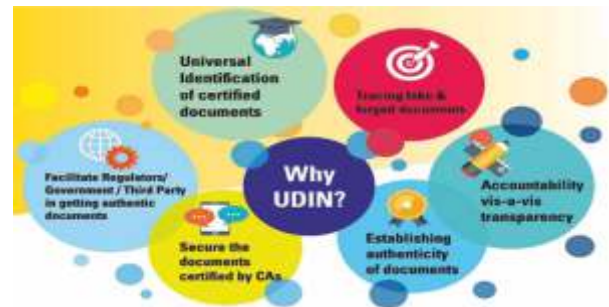 Universal
Identification
of certified
documents
Tracing fake &
forged documents
Facilitate Regulators/
Government / Third Party
in getting authentic
documents
Why
UDIN?
Accountability
vis-a-vis
transparency
Secure the
documents
certified by CAs
Establishing
authenticity
of documents